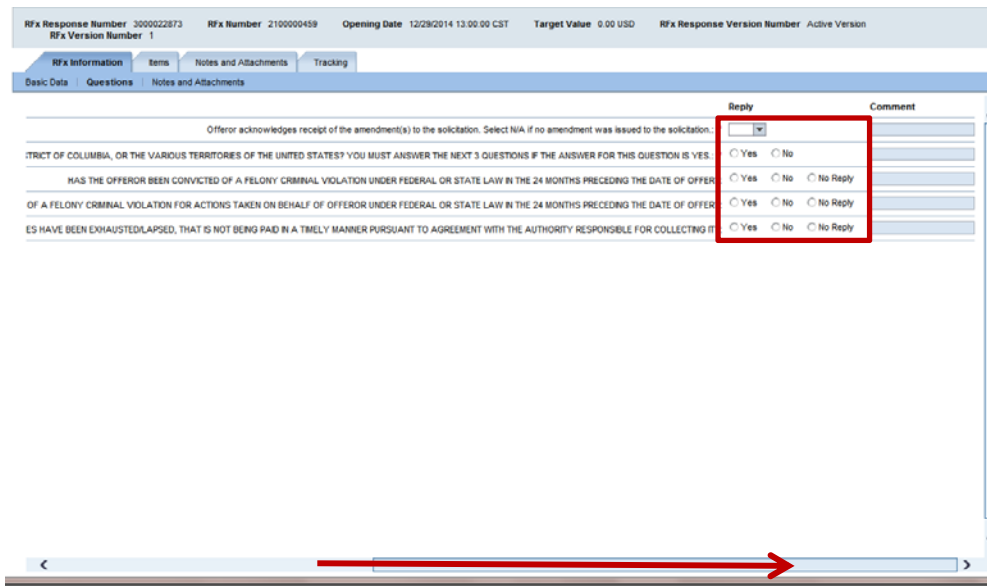 RFx Response Number 3000022873 RFx Number 2100000459 Opening Date 12/29/2014 13:00:00 CST Target Value 0.00 USD RFx Response Version Number Active Version
RFx Version Number 1
RFx Information Items Notes and Attachments Tracking
Basic Data Questions Notes and Attachments
Reply Comment
Offeror acknowledges receipt of the amendment(s) to the solicitation. Select N/A if no amendment was issued to the solicitation.:
TRICT OF COLUMBIA, OR THE VARIOUS TERRITORIES OF THE UNITED STATES? YOU MUST ANSWER THE NEXT 3 QUESTIONS IF THE ANSWER FOR THIS QUESTION IS YES.: Yes No
HAS THE OFFEROR BEEN CONVICTED OF A FELONY CRIMINAL VIOLATION UNDER FEDERAL OR STATE LAW IN THE 24 MONTHS PRECEDING THE DATE OF OFFER Yes No No Reply
OF A FELONY CRIMINAL VIOLATION FOR ACTIONS TAKEN ON BEHALF OF OFFEROR UNDER FEDERAL OR STATE LAW IN THE 24 MONTHS PRECEDING THE DATE OF OFFER Yes No No Reply
ES HAVE BEEN EXHAUSTED/LAPSED, THAT IS NOT BEING PAID IN A TIMELY MANNER PURSUANT TO AGREEMENT WITH THE AUTHORITY RESPONSIBLE FOR COLLECTING IT Yes No No Reply